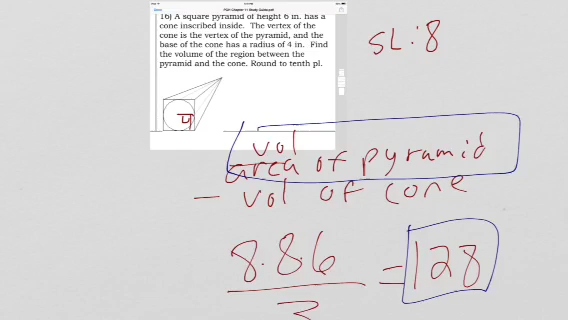 16) A square pyramid of height 6 in. has a
cone inscribed inside. The vertex of the
cone is the vertex of the pyramid, and the
base of the cone has a radius of 4 in. Find
the volume of the region between the
pyramid and the cone. Round to tenth pl.
SL: 8
4
vol
area of pyramid
- vol of cone
8·8·6
= 128
3